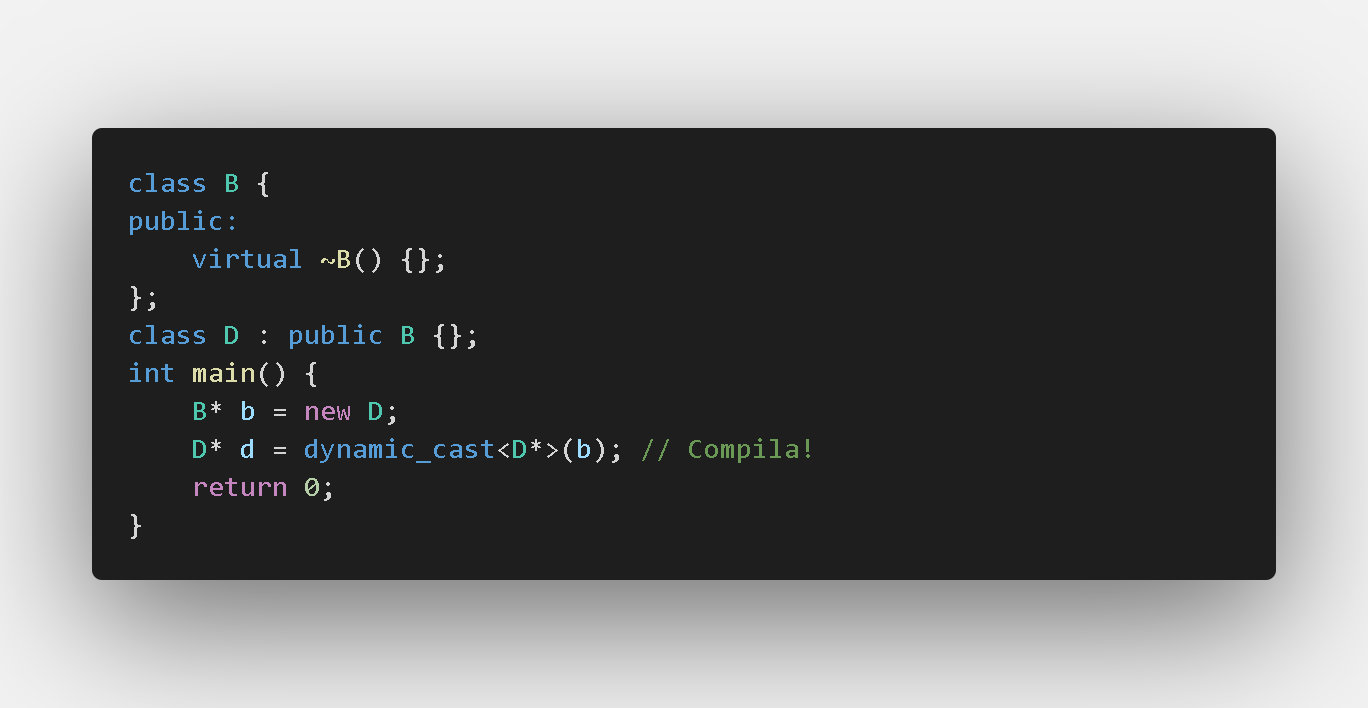 class B {
public:
    virtual ~B() {};
};
class D : public B {};
int main() {
    B* b = new D;
    D* d = dynamic_cast<D*>(b); // Compila!
    return 0;
}